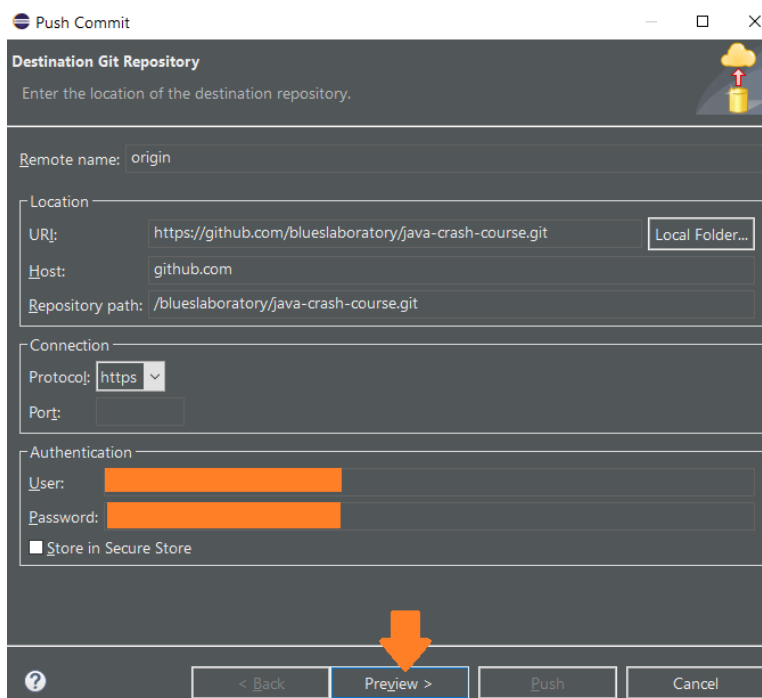 Push Commit
Destination Git Repository
Enter the location of the destination repository.
Remote name: origin
Location
URI: https://github.com/blueslaboratory/java-crash-course.git Local Folder...
Host: github.com
Repository path: /blueslaboratory/java-crash-course.git
Connection
Protocol: https
Port:
Authentication
User:
Password:
Store in Secure Store
? < Back Preview > Push Cancel